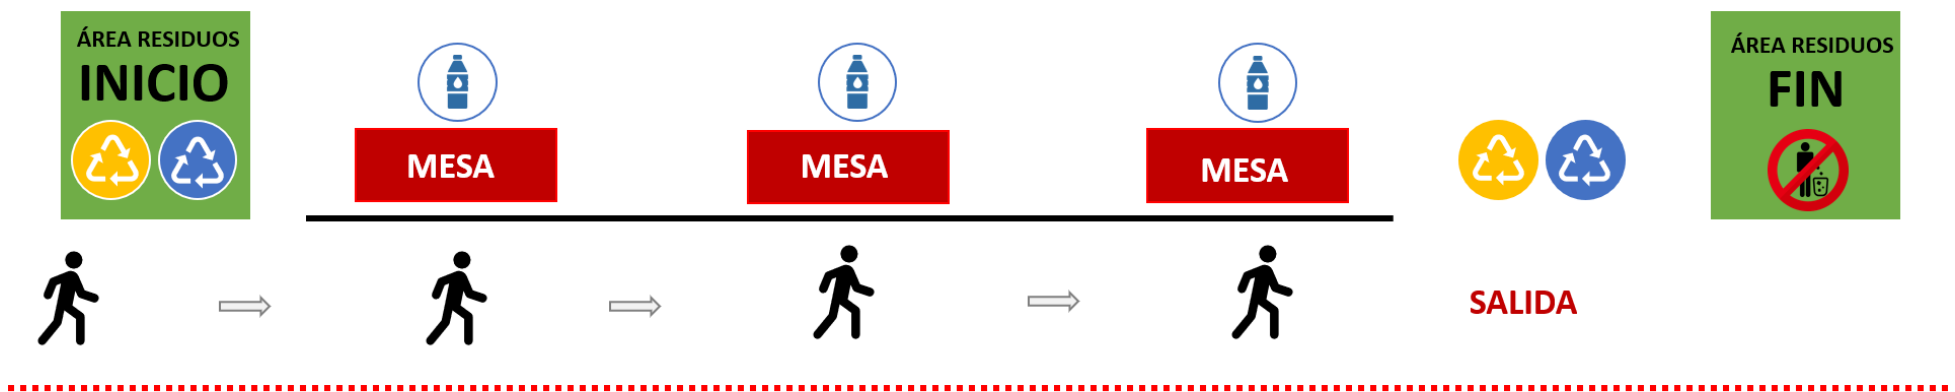 ÁREA RESIDUOS
INICIO
MESA
MESA
MESA
ÁREA RESIDUOS
FIN
SALIDA